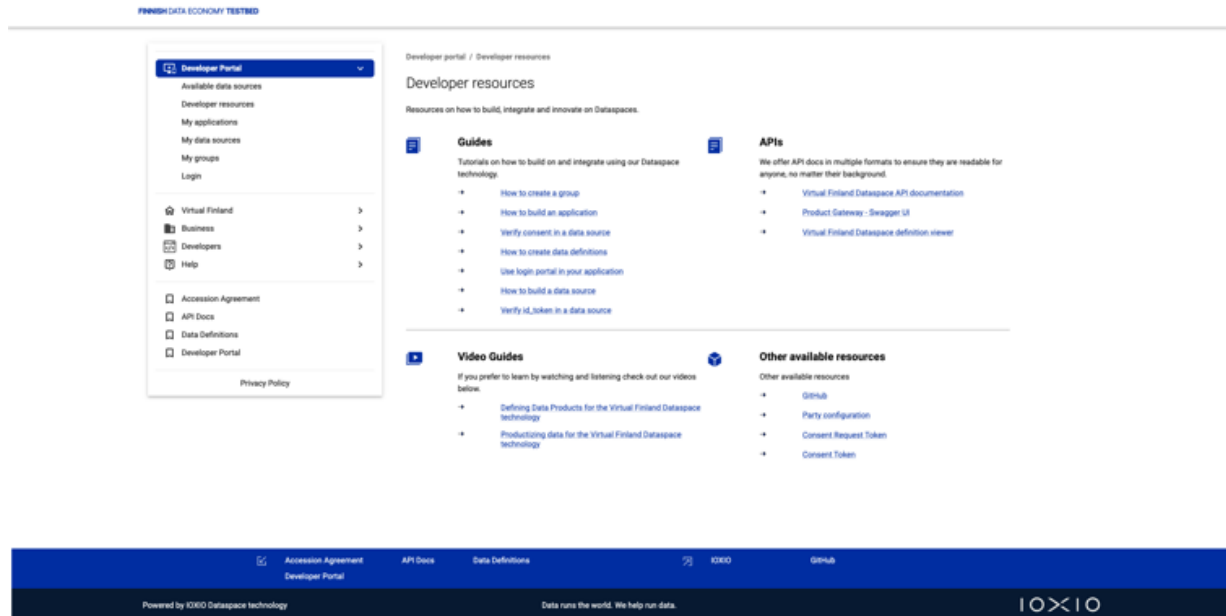 FINNISH DATA ECONOMY TESTBED
Developer Portal
Available data sources
Developer resources
My applications
My data sources
My groups
Login
Virtual Finland
Business
Developers
Help
Accession Agreement
API Docs
Data Definitions
Developer Portal
Privacy Policy
Developer portal / Developer resources
Developer resources
Resources on how to build, integrate and innovate on Dataspaces.
Guides
Tutorials on how to build on and integrate using our Dataspace
technology.
How to create a group
How to build an application
Verify consent in a data source
How to create data definitions
Use login portal in your application
How to build a data source
Verify id_token in a data source
APIs
We offer API docs in multiple formats to ensure they are readable for
anyone, no matter their background.
Virtual Finland Dataspace API documentation
Product Gateway - Swagger UI
Virtual Finland Dataspace definition viewer
Video Guides
If you prefer to learn by watching and listening check out our videos
below.
Defining Data Products for the Virtual Finland Dataspace
technology
Productizing data for the Virtual Finland Dataspace
technology
Other available resources
Other available resources
GitHub
Party configuration
Consent Request Token
Consent Token
Accession Agreement API Docs Data Definitions IOXIO GitHub
Developer Portal
Powered by IOXIO Dataspace technology Data runs the world. We help run data. IOXIO